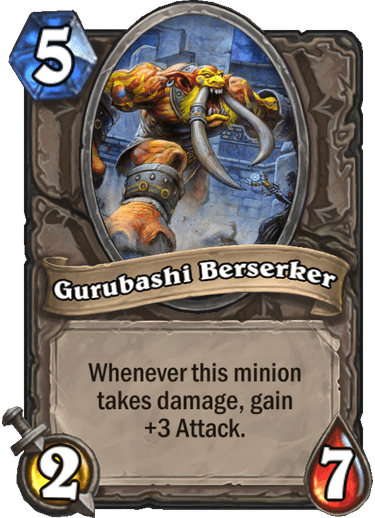 5
Gurubashi Berserker
Whenever this minion
takes damage, gain
+3 Attack.
2
7